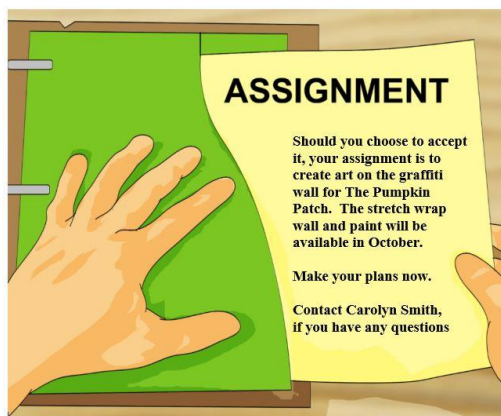 ASSIGNMENT
Should you choose to accept
it, your assignment is to
create art on the graffiti
wall for The Pumpkin
Patch.  The stretch wrap
wall and paint will be
available in October.
Make your plans now.
Contact Carolyn Smith,
if you have any questions